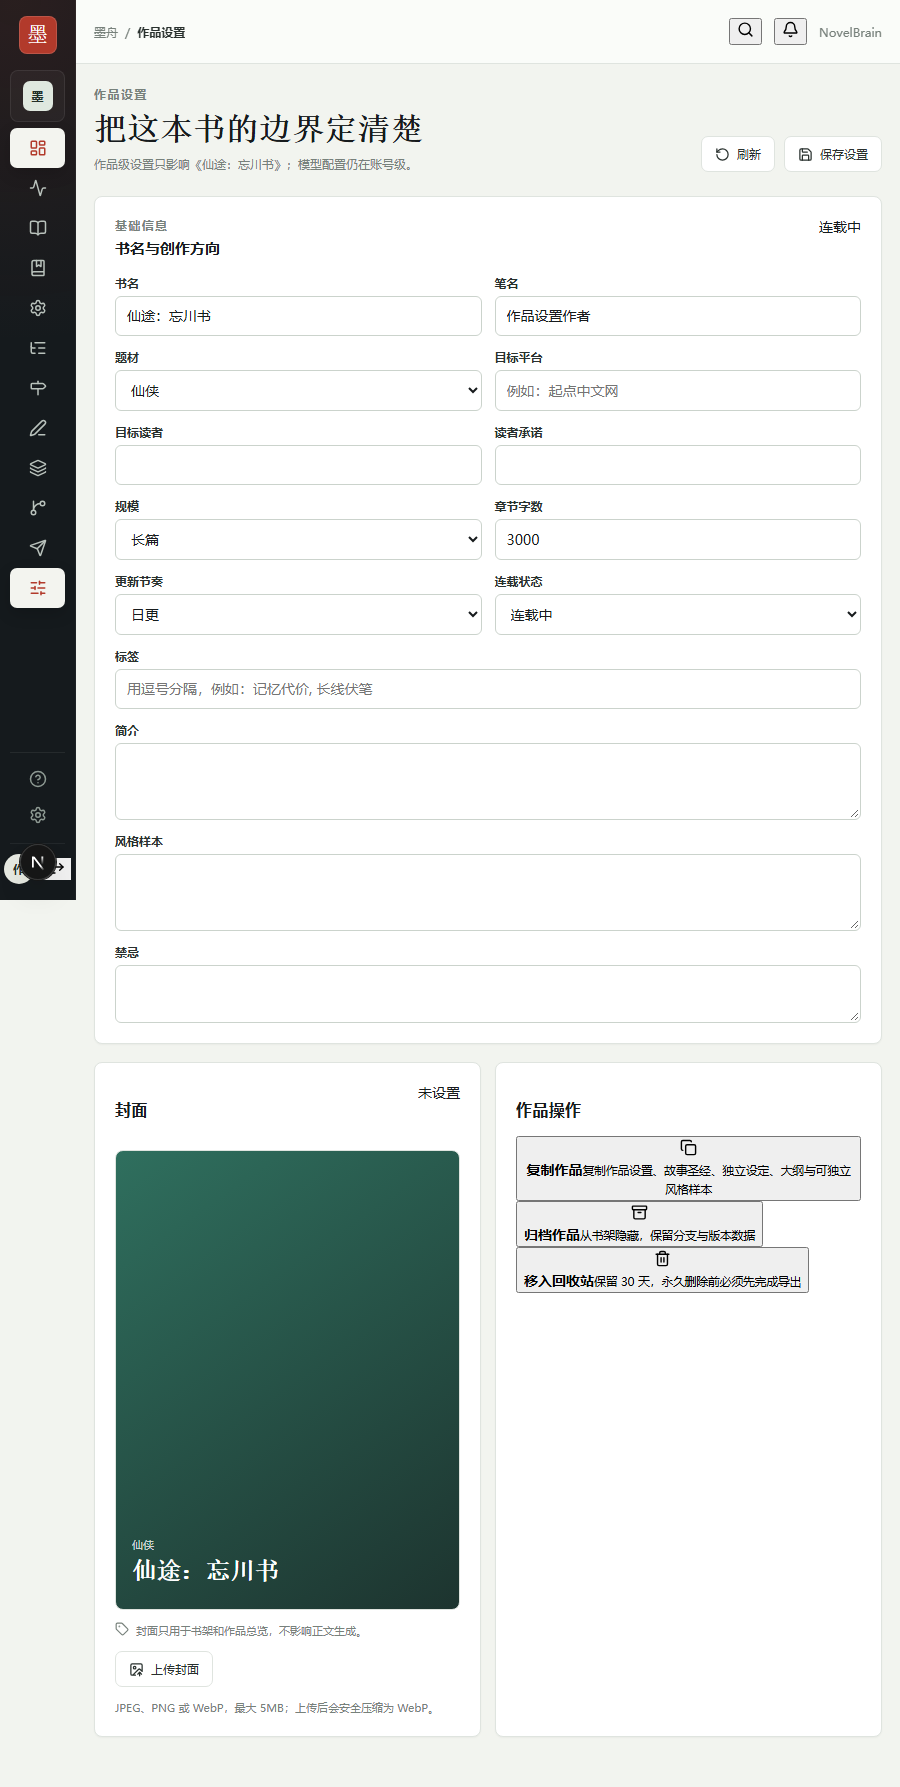 墨
墨舟 / 作品设置
NovelBrain
墨
作品设置
把这本书的边界定清楚
作品级设置只影响《仙途：忘川书》；模型配置仍在账号级。
刷新
保存设置
基础信息
连载中
书名与创作方向
书名
笔名
仙途：忘川书
作品设置作者
题材
目标平台
仙侠
例如：起点中文网
目标读者
读者承诺
规模
章节字数
长篇
3000
更新节奏
连载状态
日更
连载中
标签
用逗号分隔，例如：记忆代价, 长线伏笔
简介
风格样本
N
禁忌
封面
未设置
仙侠
仙途：忘川书
封面只用于书架和作品总览，不影响正文生成。
上传封面
JPEG、PNG 或 WebP，最大 5MB；上传后会安全压缩为 WebP。
作品操作
复制作品复制作品设置、故事圣经、独立设定、大纲与可独立
风格样本
归档作品从书架隐藏，保留分支与版本数据
移入回收站保留 30 天，永久删除前必须先完成导出